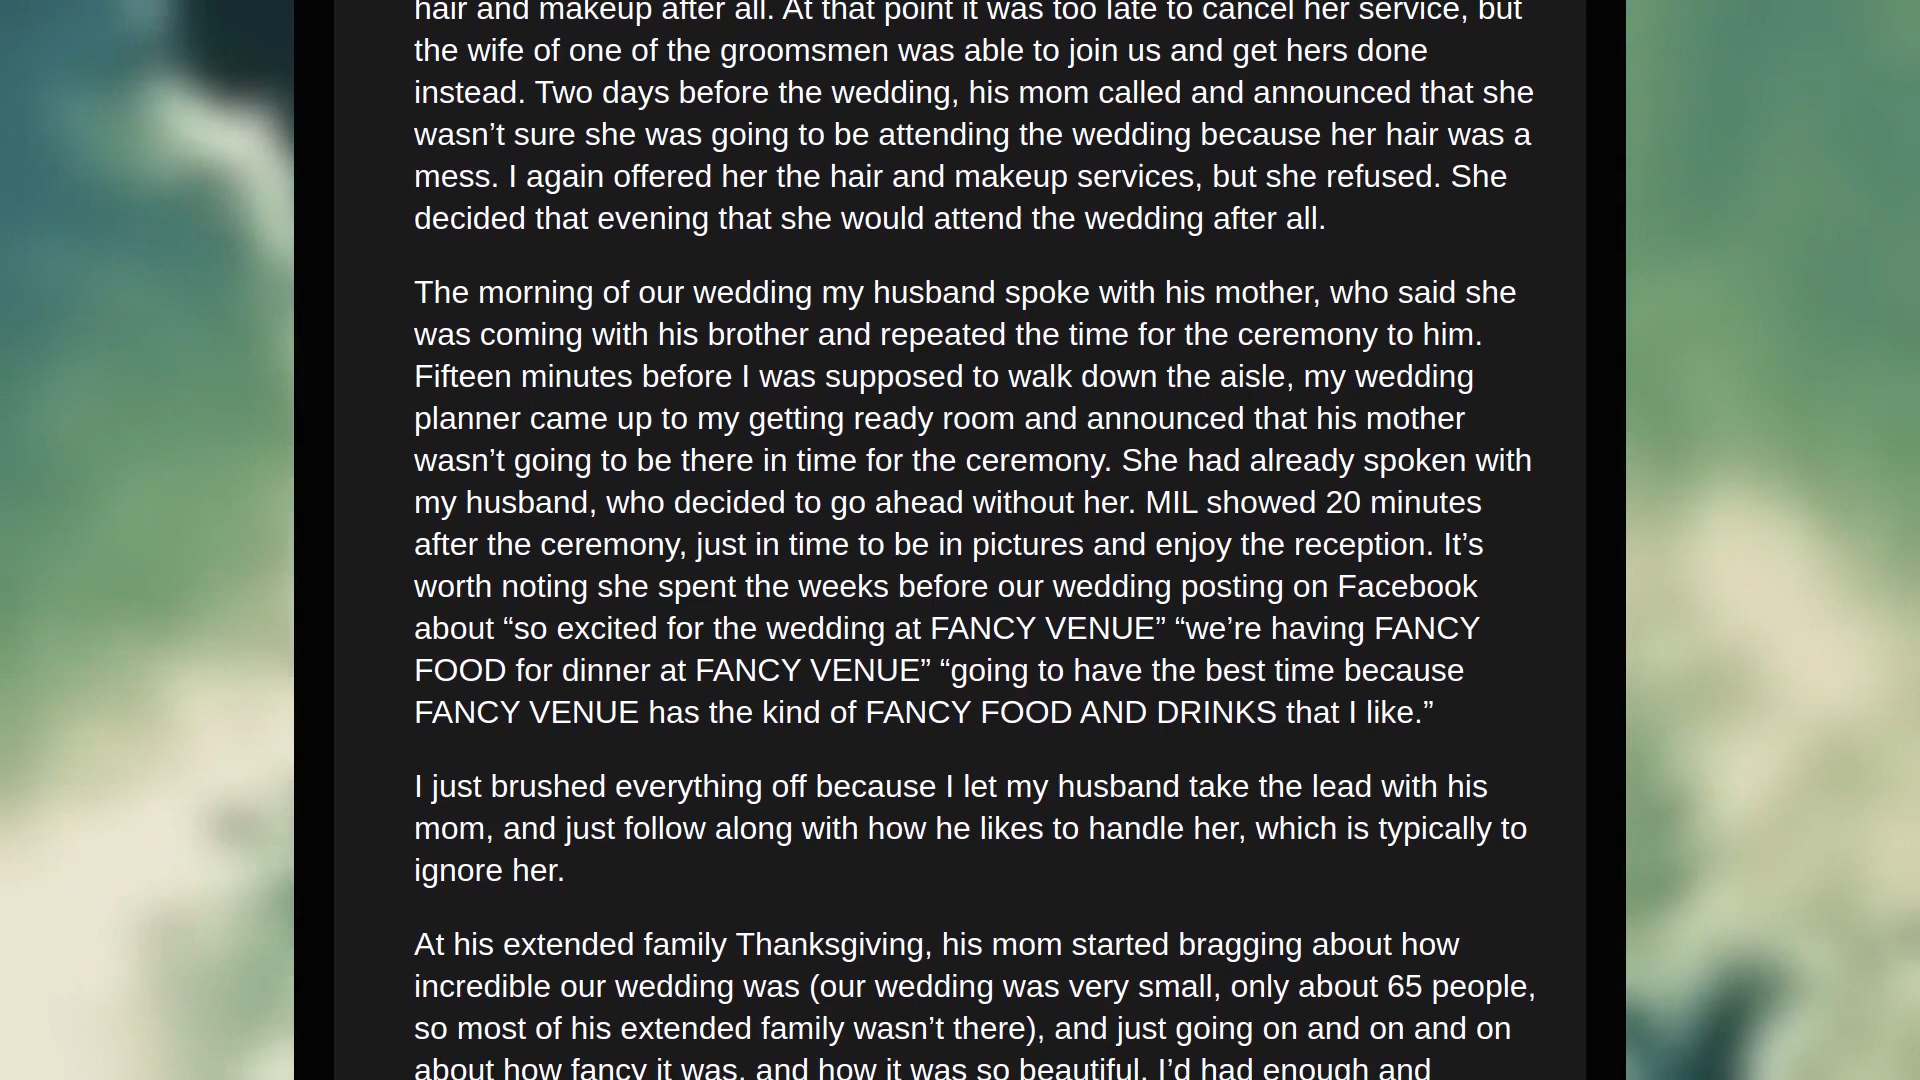 hair and makeup after all. At that point it was too late to cancel her service, but
the wife of one of the groomsmen was able to join us and get hers done
instead. Two days before the wedding, his mom called and announced that she
wasn’t sure she was going to be attending the wedding because her hair was a
mess. I again offered her the hair and makeup services, but she refused. She
decided that evening that she would attend the wedding after all.
The morning of our wedding my husband spoke with his mother, who said she
was coming with his brother and repeated the time for the ceremony to him.
Fifteen minutes before I was supposed to walk down the aisle, my wedding
planner came up to my getting ready room and announced that his mother
wasn’t going to be there in time for the ceremony. She had already spoken with
my husband, who decided to go ahead without her. MIL showed 20 minutes
after the ceremony, just in time to be in pictures and enjoy the reception. It’s
worth noting she spent the weeks before our wedding posting on Facebook
about “so excited for the wedding at FANCY VENUE” “we’re having FANCY
FOOD for dinner at FANCY VENUE” “going to have the best time because
FANCY VENUE has the kind of FANCY FOOD AND DRINKS that I like.”
I just brushed everything off because I let my husband take the lead with his
mom, and just follow along with how he likes to handle her, which is typically to
ignore her.
At his extended family Thanksgiving, his mom started bragging about how
incredible our wedding was (our wedding was very small, only about 65 people,
so most of his extended family wasn’t there), and just going on and on and on
about how fancy it was, and how it was so beautiful. I’d had enough and